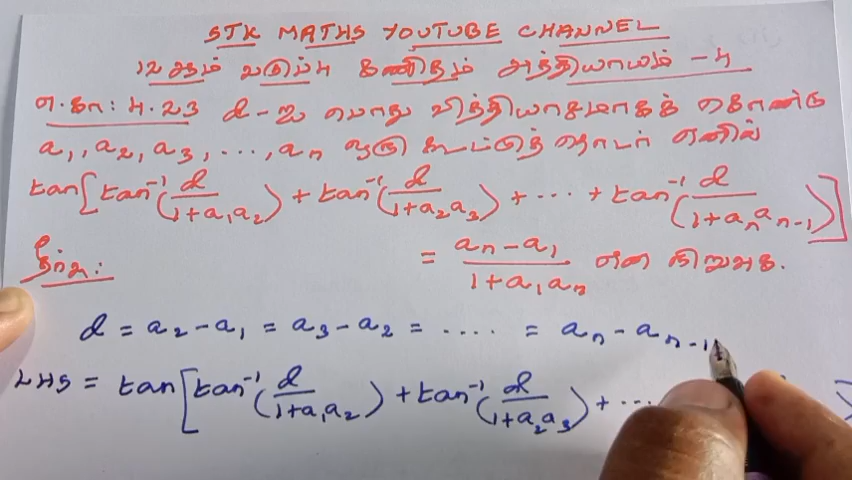 STK MATHS YOUTUBE CHANNEL
12ஆம் வகுப்பு கணிதம் அத்தியாயம் - 4
எ.கா: 4.23 d-ஐ பொது வித்தியாசமாகக் கொண்டு
a₁, a₂, a₃, ..., aₙ ஒரு கூட்டுத் தொடர் எனில்
tan[tan⁻¹(d/(1+a₁a₂)) + tan⁻¹(d/(1+a₂a₃)) + ... + tan⁻¹(d/(1+aₙaₙ₋₁))]
= (aₙ-a₁)/(1+a₁aₙ) என நிறுவுக.
தீர்வு:
d = a₂-a₁ = a₃-a₂ = .... = aₙ-aₙ₋₁
LHS = tan[tan⁻¹(d/(1+a₁a₂)) + tan⁻¹(d/(1+a₂a₃)) + ...